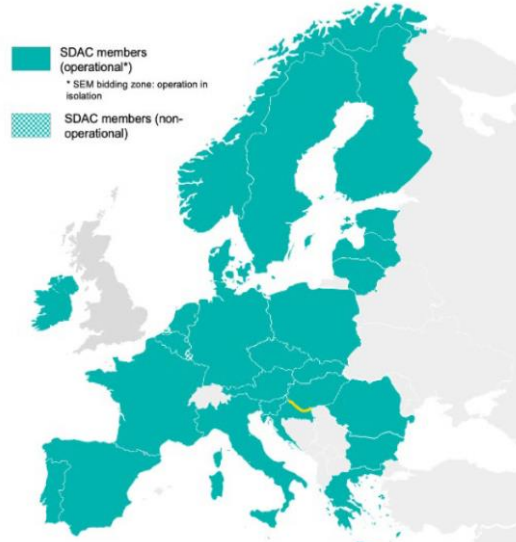 SDAC members
(operational*)
* SEM bidding zone: operation in
isolation
SDAC members (non-
operational)